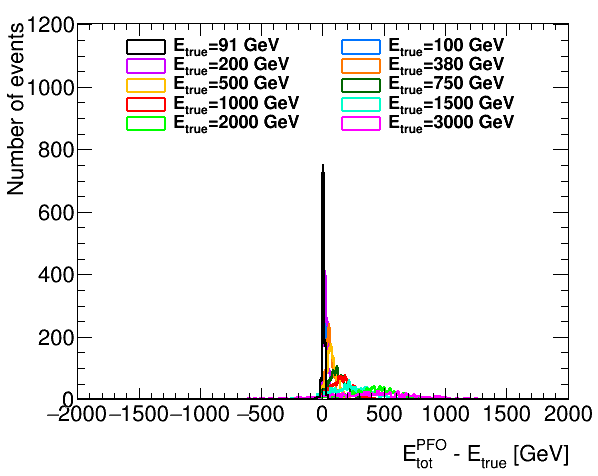 1200
1000
800
600
400
200
0
Number of events
E_true=91 GeV
E_true=100 GeV
E_true=200 GeV
E_true=380 GeV
E_true=500 GeV
E_true=750 GeV
E_true=1000 GeV
E_true=1500 GeV
E_true=2000 GeV
E_true=3000 GeV
−2000 −1500 −1000 −500 0 500 1000 1500 2000
E_tot^PFO - E_true [GeV]